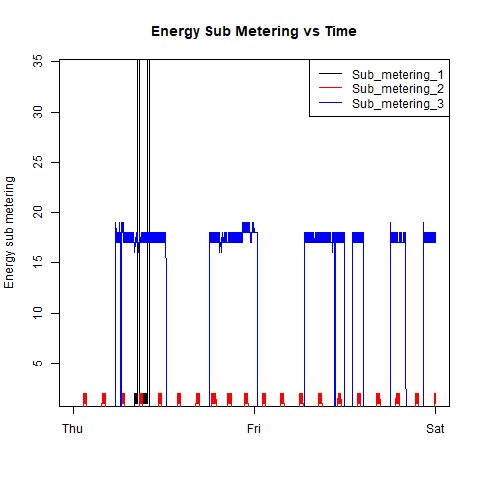 Energy Sub Metering vs Time
Sub_metering_1
Sub_metering_2
Sub_metering_3
Energy sub metering
35
30
25
20
15
10
5
Thu Fri Sat